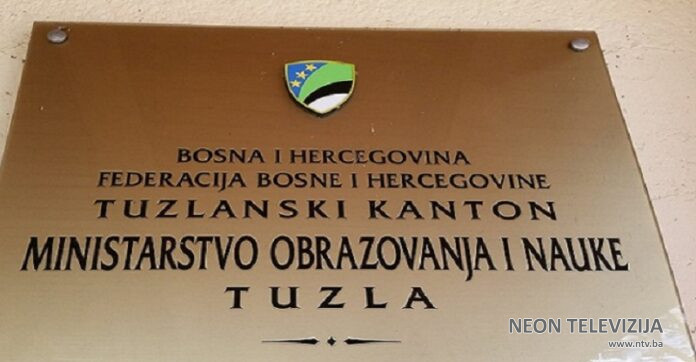 BOSNA I HERCEGOVINA
FEDERACIJA BOSNE I HERCEGOVINE
TUZLANSKI KANTON
MINISTARSTVO OBRAZOVANJA I NAUKE
TUZLA
NEON TELEVIZIJA
www.ntv.ba